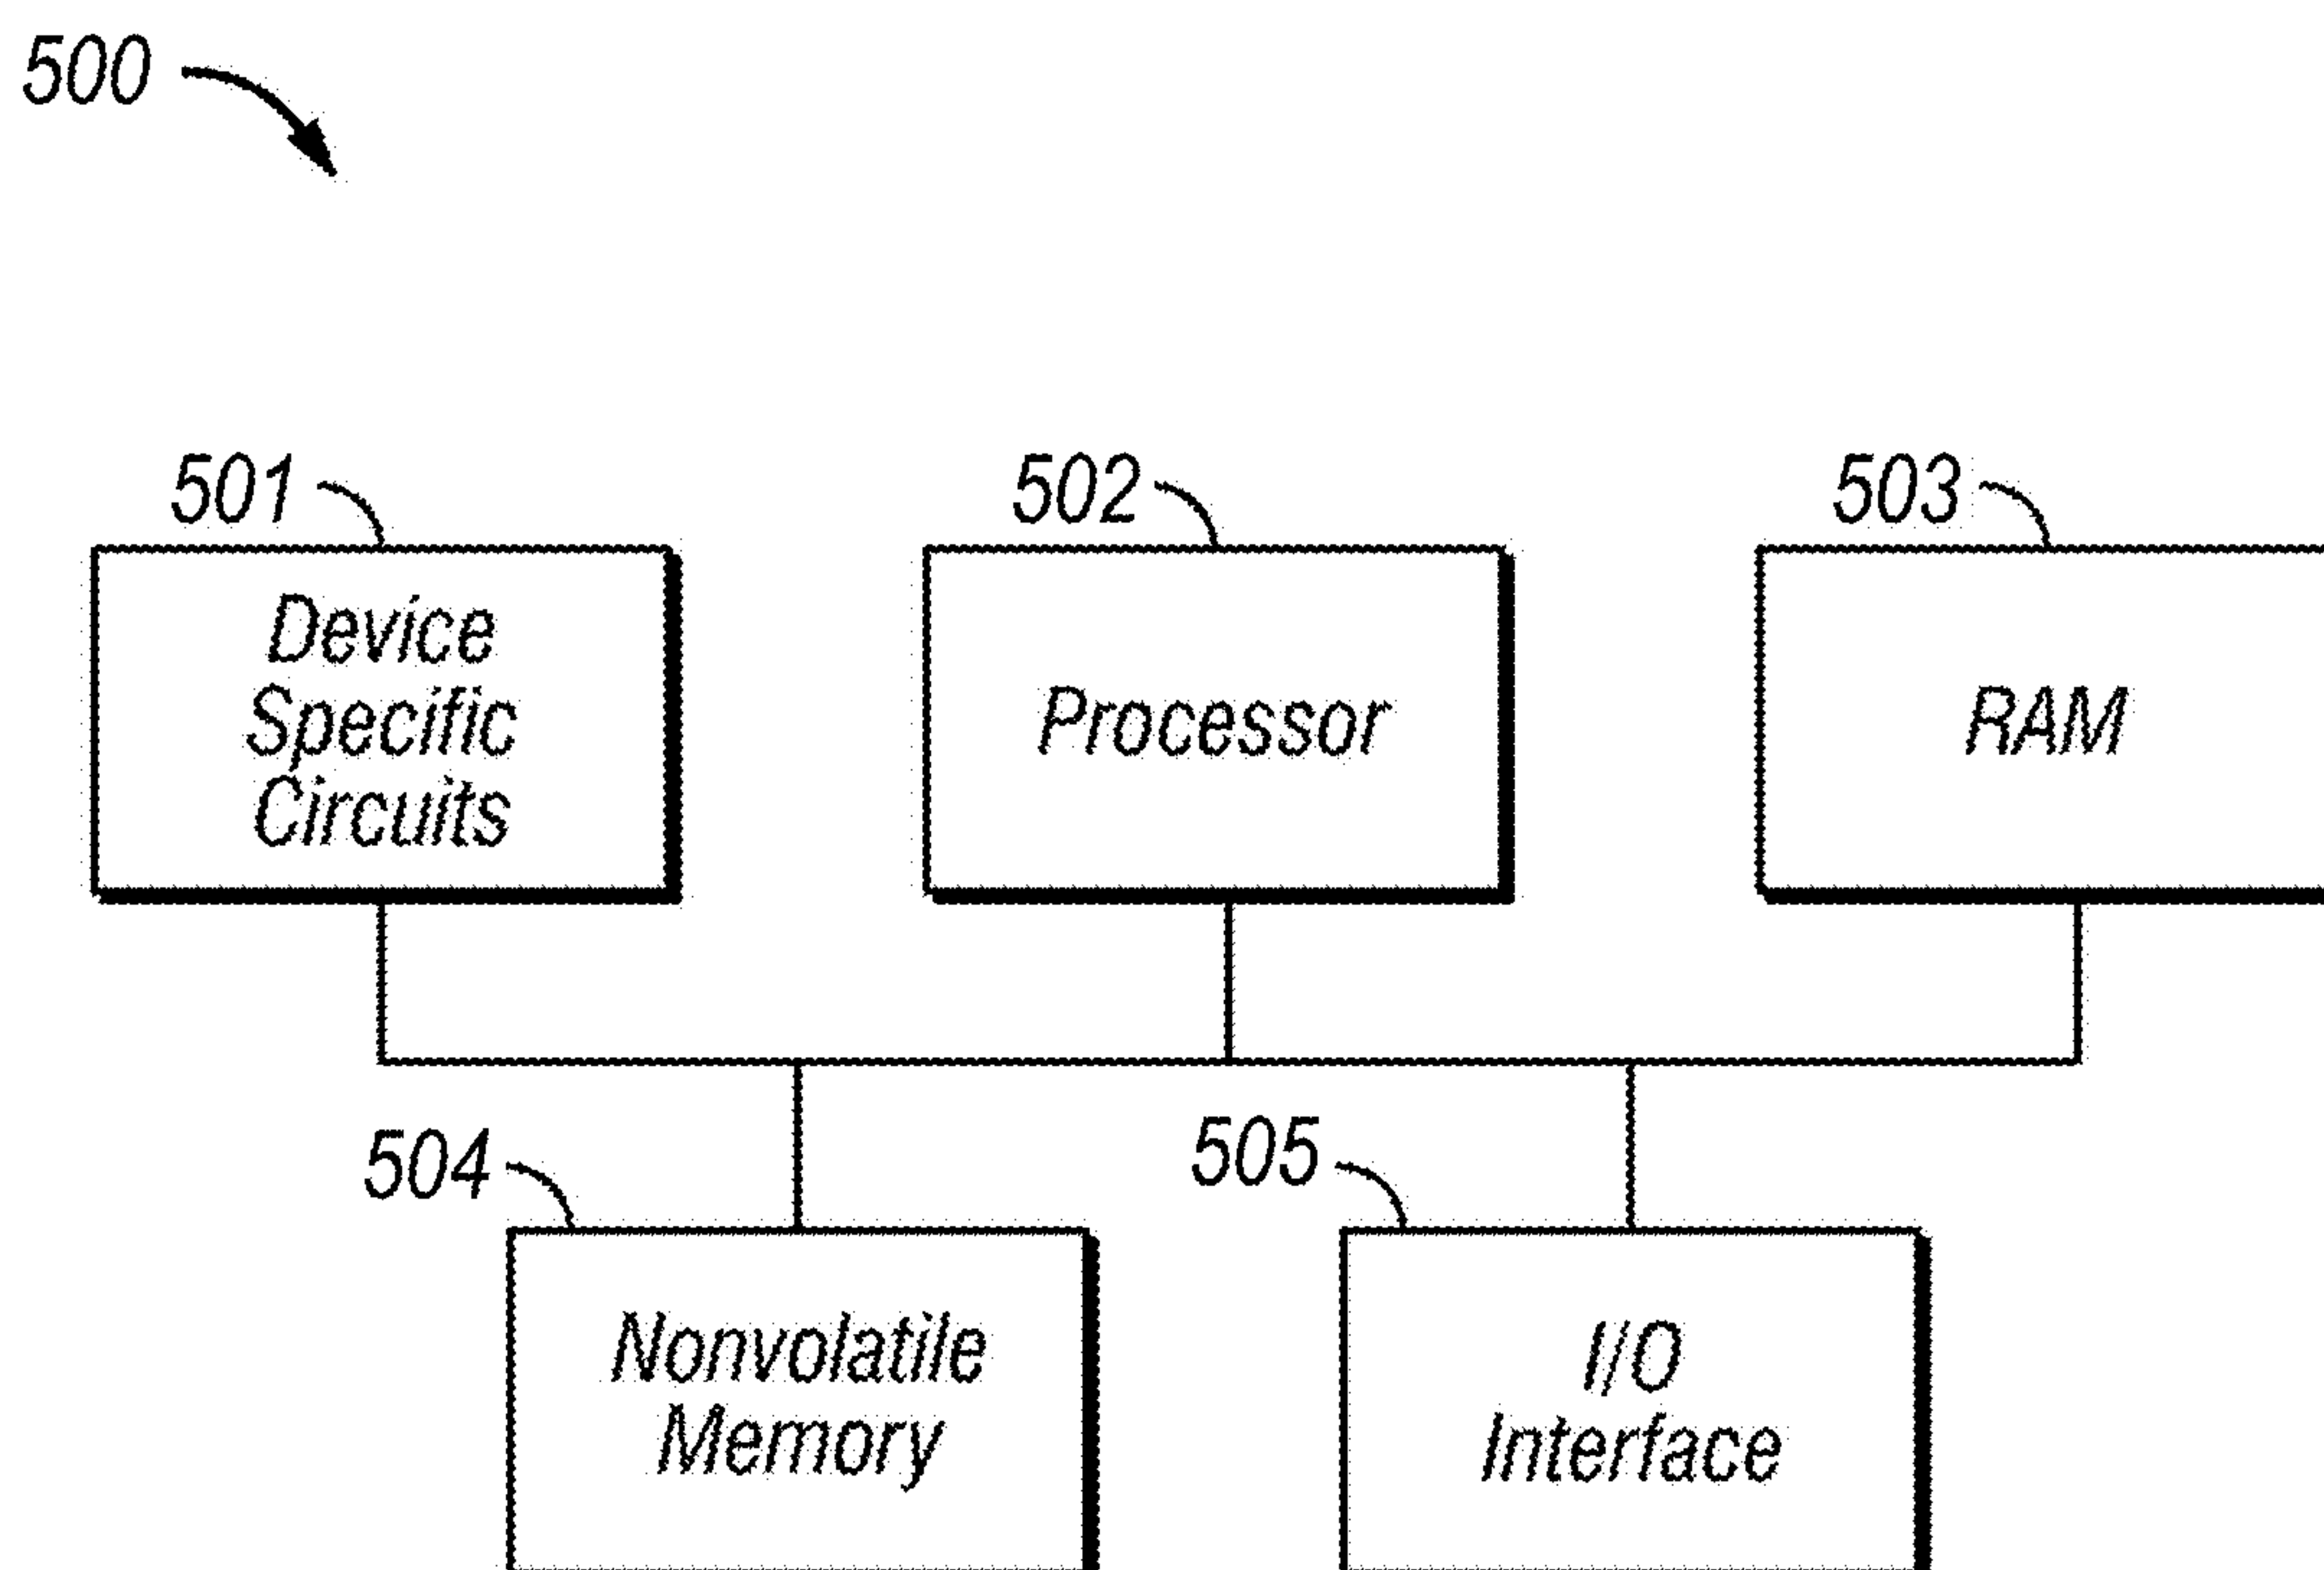 500
501
502
503
Device
Specific
Circuits
Processor
RAM
504
505
Nonvolatile
Memory
I/O
Interface